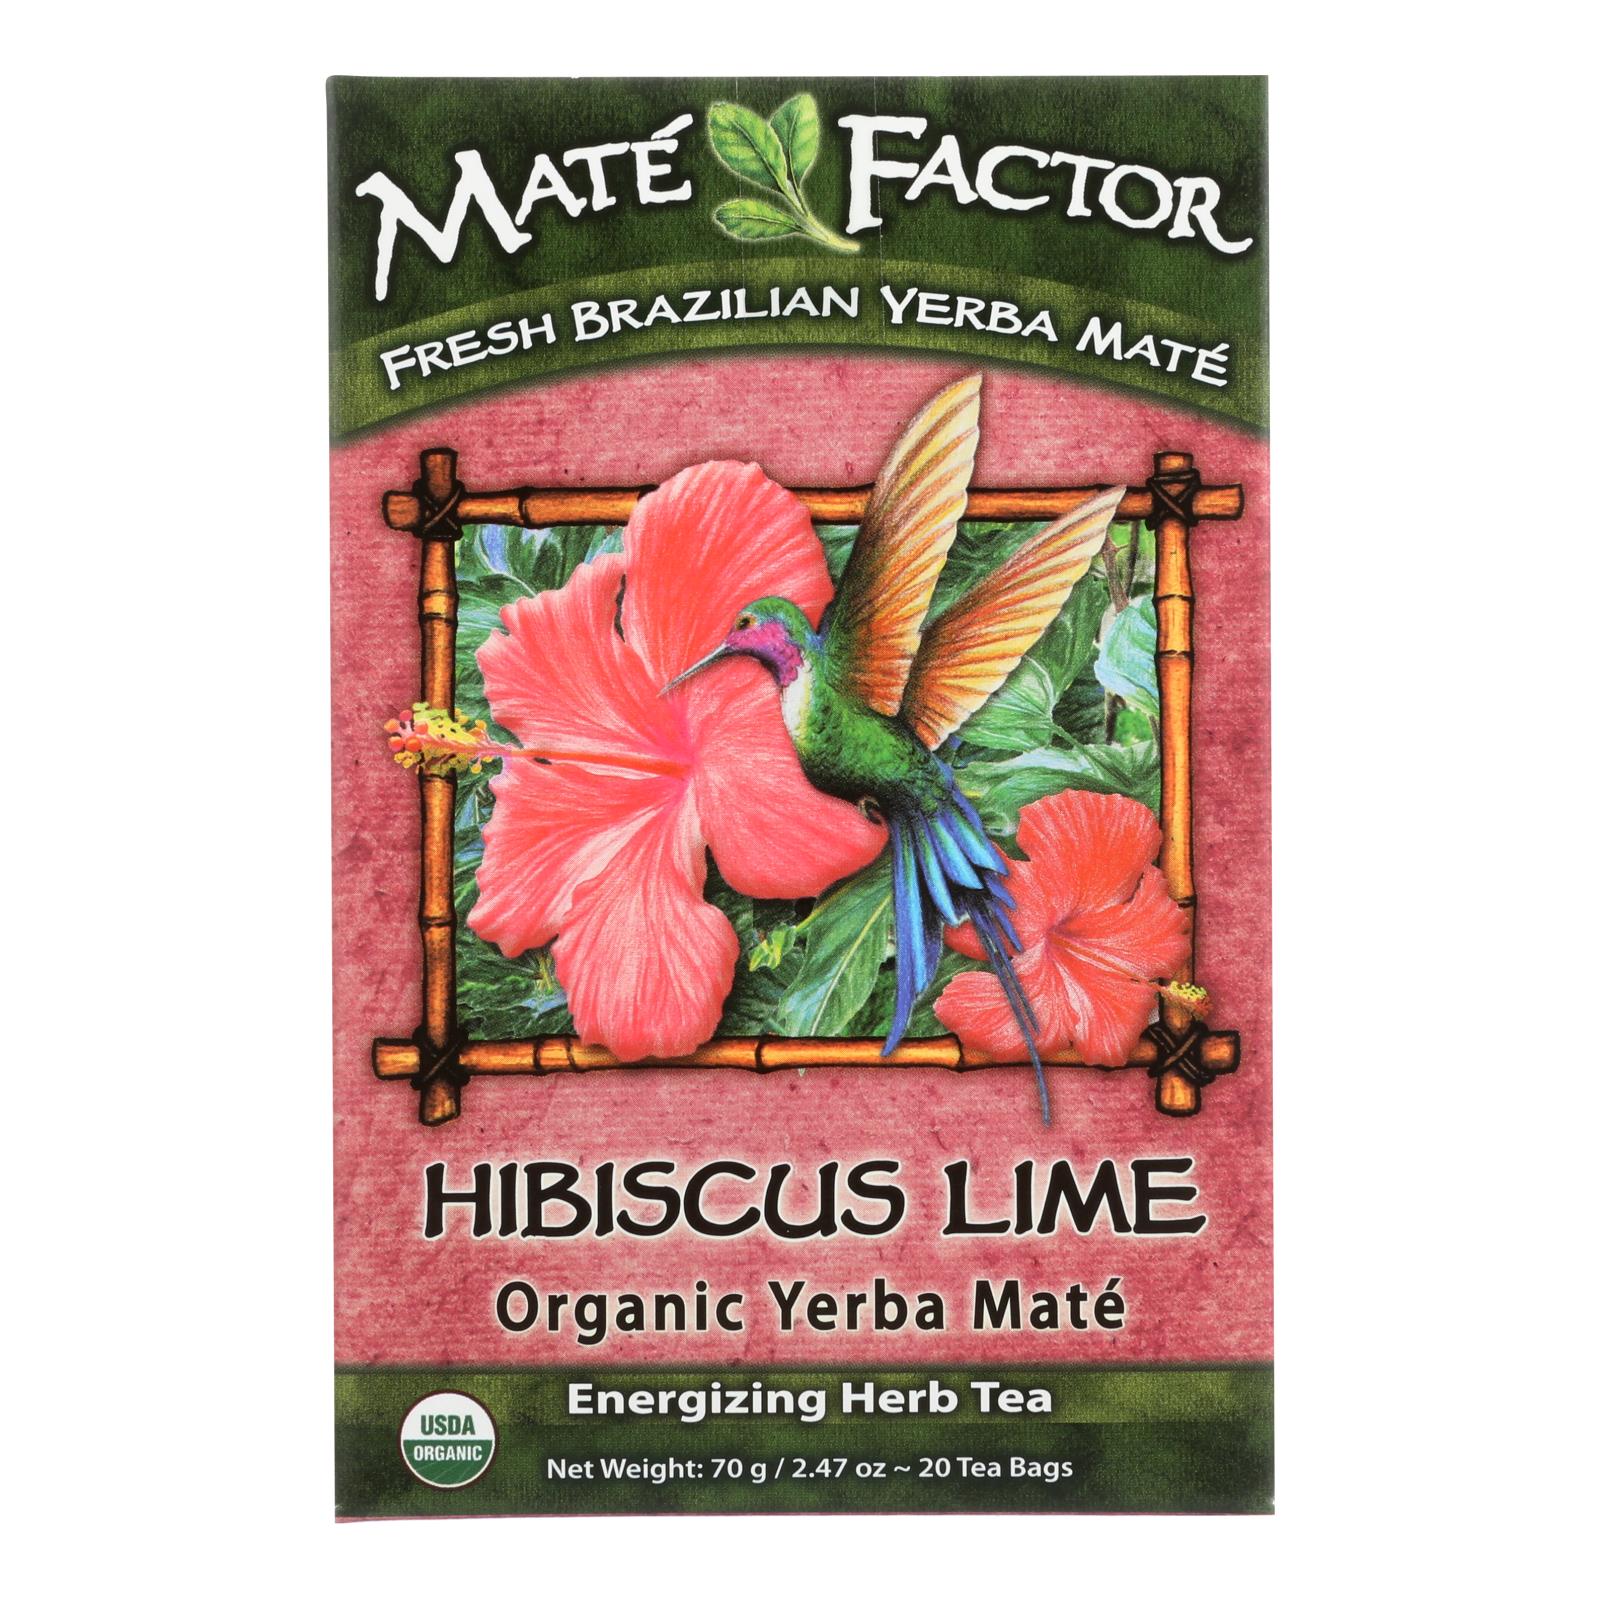 MATÉ FACTOR
FRESH BRAZILIAN YERBA MATÉ
HIBISCUS LIME
Organic Yerba Maté
Energizing Herb Tea
USDA
ORGANIC
Net Weight: 70 g / 2.47 oz ~ 20 Tea Bags